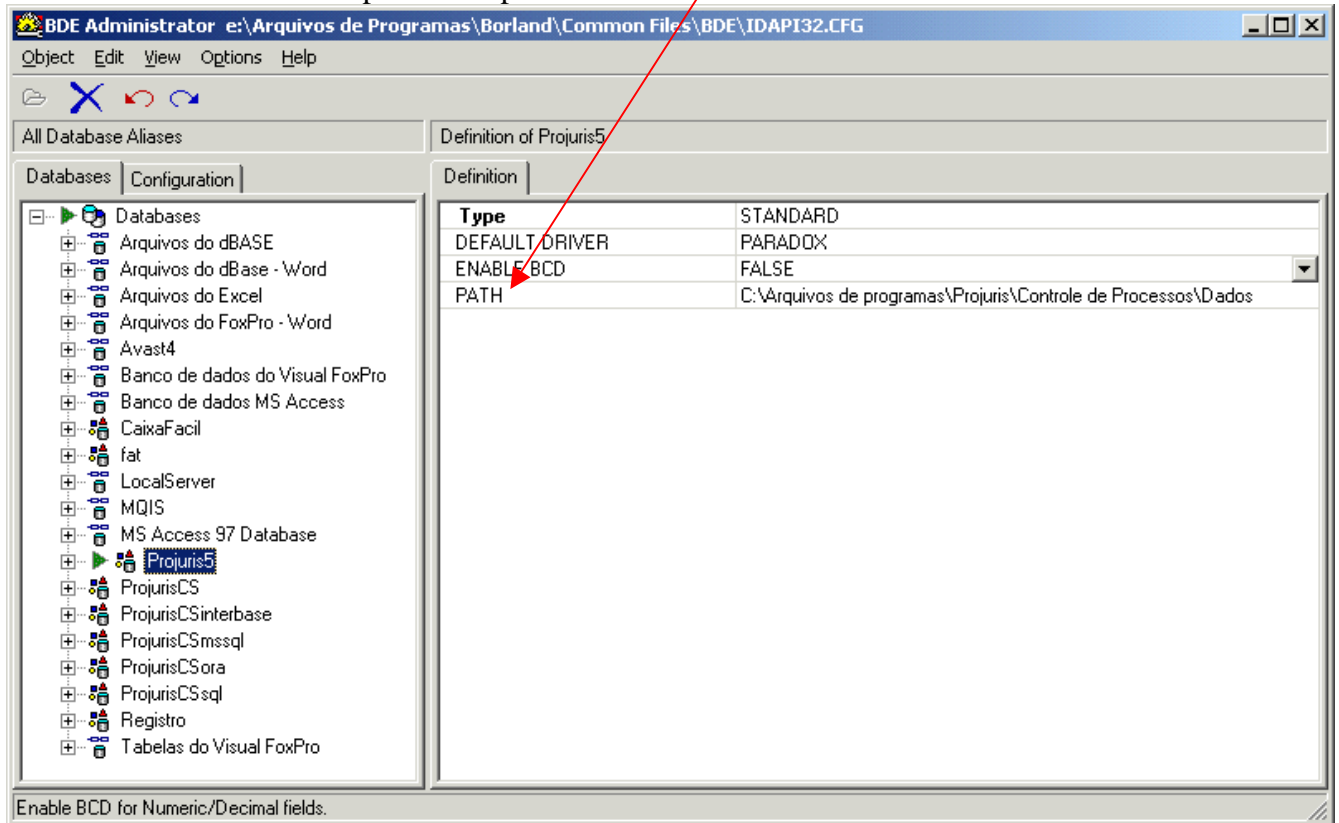 BDE Administrator e:\Arquivos de Programas\Borland\Common Files\BDE\IDAPI32.CFG
Object Edit View Options Help
All Database Aliases
Definition of Projuris5
Databases
Configuration
Definition
Databases
Arquivos do dBASE
Arquivos do dBase - Word
Arquivos do Excel
Arquivos do FoxPro - Word
Avast4
Banco de dados do Visual FoxPro
Banco de dados MS Access
CaixaFacil
fat
LocalServer
MQIS
MS Access 97 Database
Projuris5
ProjurisCS
ProjurisCSinterbase
ProjurisCSmssql
ProjurisCSora
ProjurisCSsql
Registro
Tabelas do Visual FoxPro
Type STANDARD
DEFAULT DRIVER PARADOX
ENABLE BCD FALSE
PATH C:\Arquivos de programas\Projuris\Controle de Processos\Dados
Enable BCD for Numeric/Decimal fields.